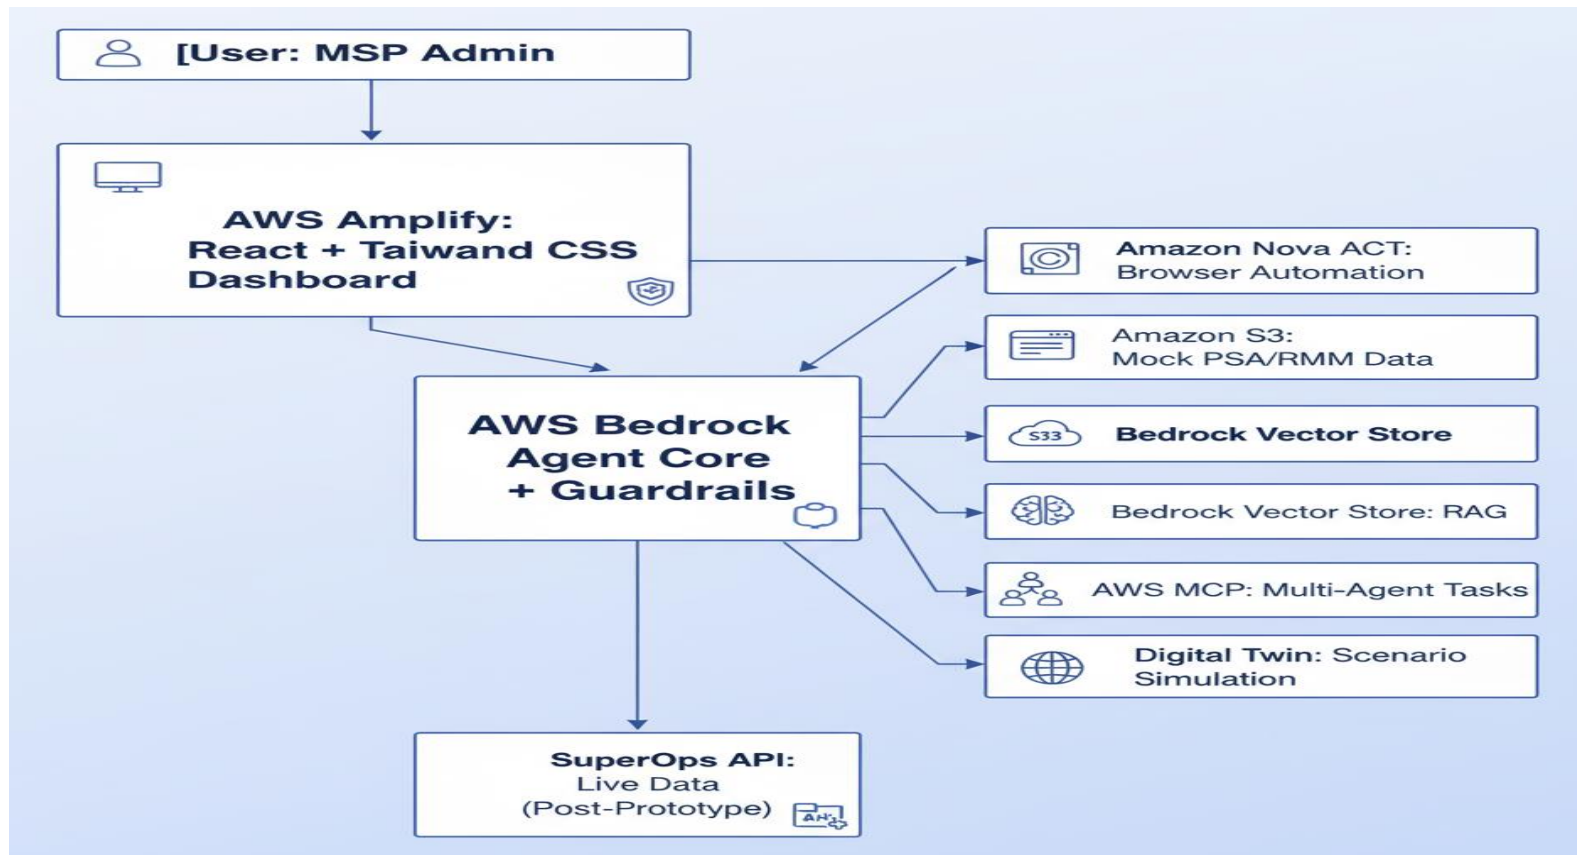 [User: MSP Admin
AWS Amplify:
React + Taiwand CSS
Dashboard
Amazon Nova ACT:
Browser Automation
Amazon S3:
Mock PSA/RMM Data
AWS Bedrock
Agent Core
+ Guardrails
S33
Bedrock Vector Store
Bedrock Vector Store: RAG
AWS MCP: Multi-Agent Tasks
Digital Twin: Scenario
Simulation
SuperOps API:
Live Data
(Post-Prototype)